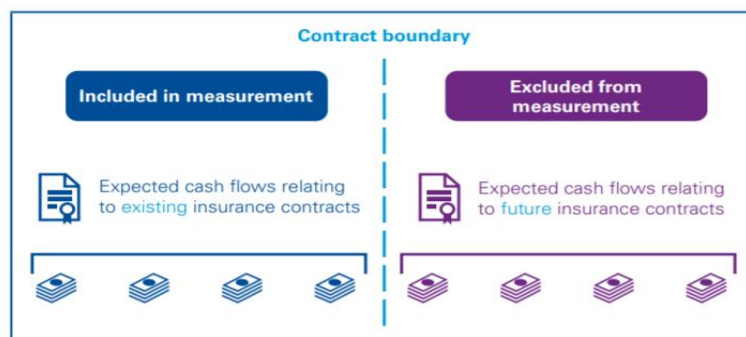 Contract boundary
Included in measurement
Excluded from
measurement
Expected cash flows relating
to existing insurance contracts
Expected cash flows relating
to future insurance contracts